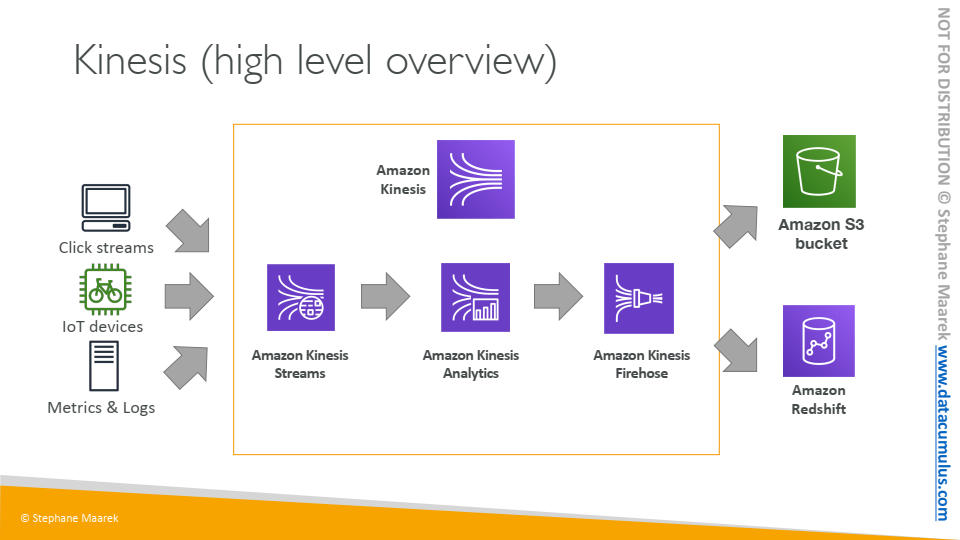 Kinesis (high level overview)
Amazon
Kinesis
Click streams
IoT devices
Metrics & Logs
Amazon Kinesis
Streams
Amazon Kinesis
Analytics
Amazon Kinesis
Firehose
Amazon S3
bucket
Amazon
Redshift
© Stephane Maarek
NOT FOR DISTRIBUTION © Stephane Maarek www.datacumulus.com